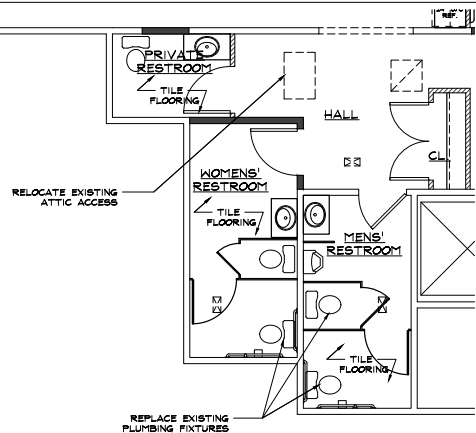 REF.
PRIVATE
RESTROOM
TILE
FLOORING
HALL
CL.
RELOCATE EXISTING
ATTIC ACCESS
WOMENS'
RESTROOM
TILE
FLOORING
MENS'
RESTROOM
TILE
FLOORING
REPLACE EXISTING
PLUMBING FIXTURES